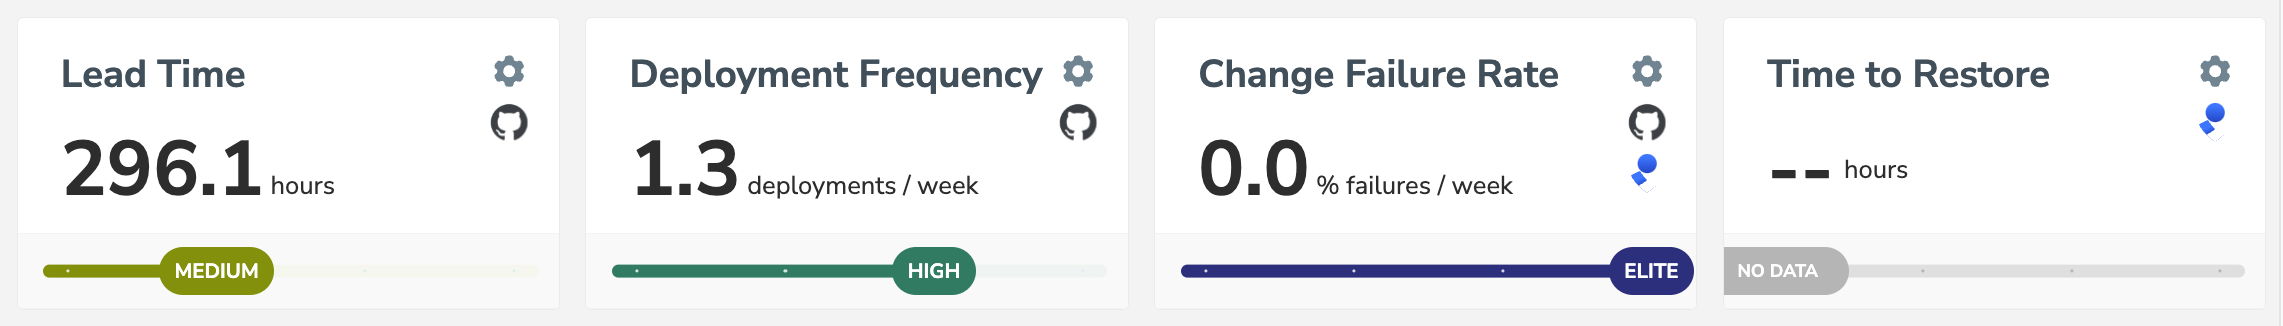 Lead Time
296.1 hours
MEDIUM
Deployment Frequency
1.3 deployments / week
HIGH
Change Failure Rate
0.0 % failures / week
ELITE
Time to Restore
-- hours
NO DATA